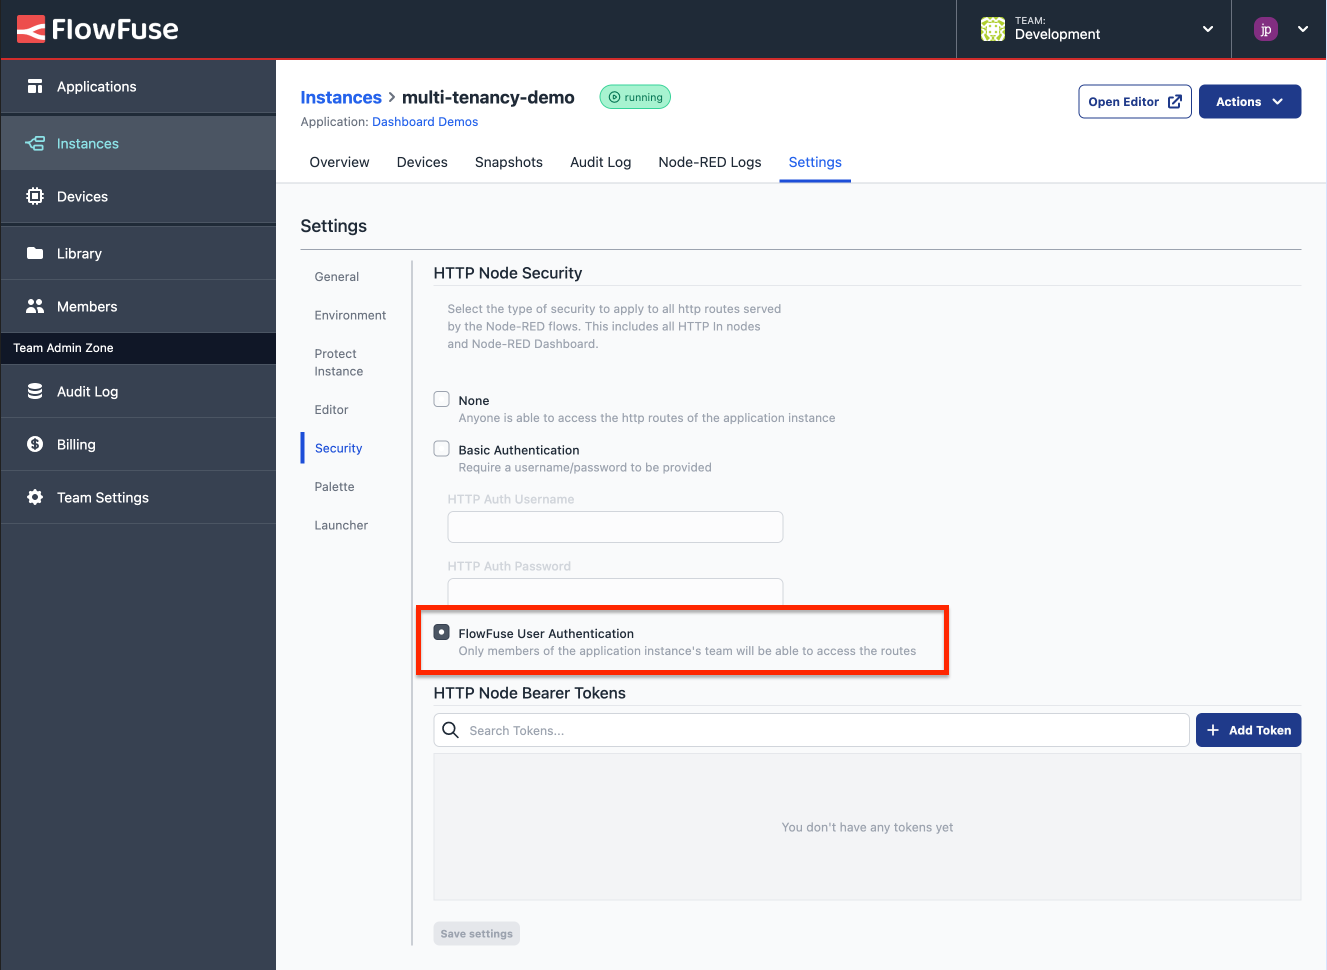 FlowFuse
TEAM:
Development
jp
Applications
Instances
Devices
Library
Members
Team Admin Zone
Audit Log
Billing
Team Settings
Instances > multi-tenancy-demo
running
Application: Dashboard Demos
Open Editor
Actions
Overview
Devices
Snapshots
Audit Log
Node-RED Logs
Settings
Settings
General
Environment
Protect
Instance
Editor
Security
Palette
Launcher
HTTP Node Security
Select the type of security to apply to all http routes served
by the Node-RED flows. This includes all HTTP In nodes
and Node-RED Dashboard.
None
Anyone is able to access the http routes of the application instance
Basic Authentication
Require a username/password to be provided
HTTP Auth Username
HTTP Auth Password
FlowFuse User Authentication
Only members of the application instance's team will be able to access the routes
HTTP Node Bearer Tokens
Search Tokens...
+ Add Token
You don't have any tokens yet
Save settings